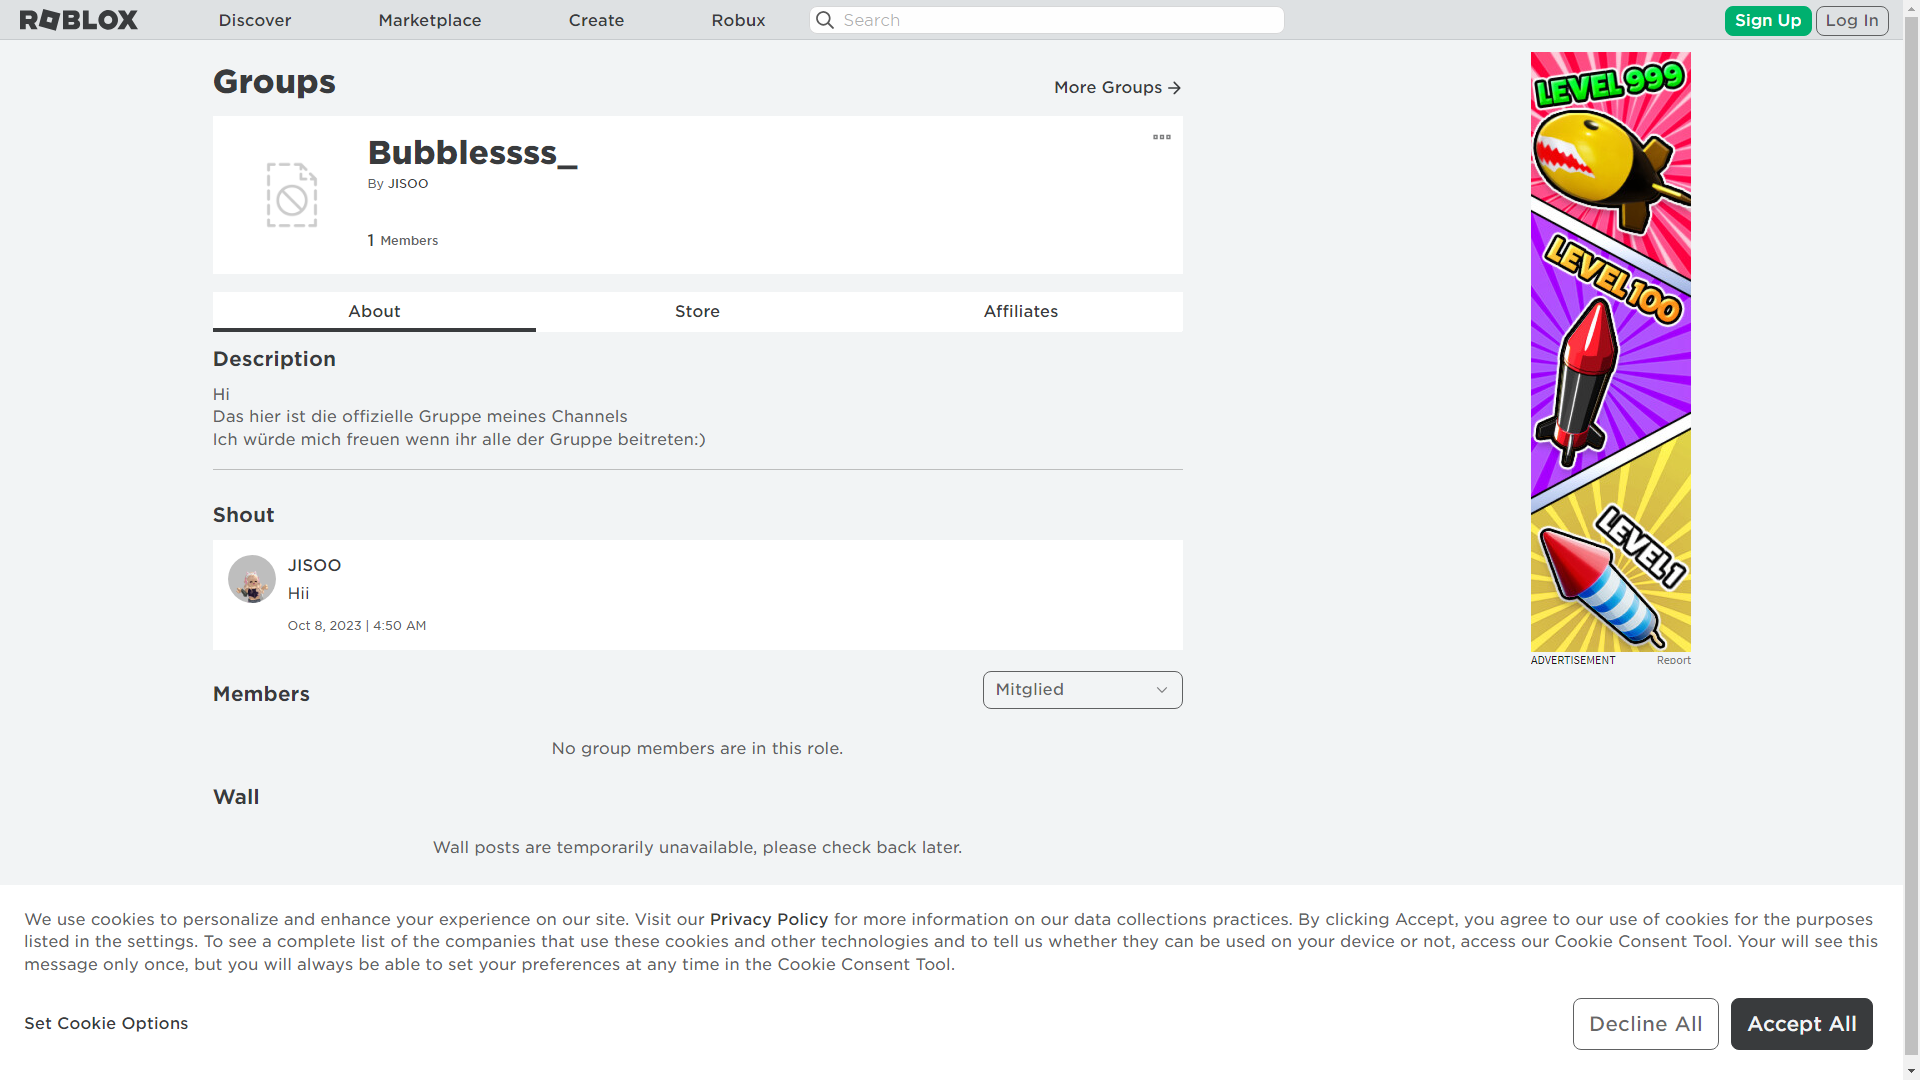 ROBLOX
Discover
Marketplace
Create
Robux
Search
Sign Up
Log In
Groups
More Groups
Bubblessss_
By JISOO
1 Members
About
Store
Affiliates
Description
Hi
Das hier ist die offizielle Gruppe meines Channels
Ich würde mich freuen wenn ihr alle der Gruppe beitreten:)
Shout
JISOO
Hii
Oct 8, 2023 | 4:50 AM
Members
Mitglied
No group members are in this role.
Wall
Wall posts are temporarily unavailable, please check back later.
LEVEL 999
LEVEL 100
LEVEL 1
ADVERTISEMENT
Report
We use cookies to personalize and enhance your experience on our site. Visit our Privacy Policy for more information on our data collections practices. By clicking Accept, you agree to our use of cookies for the purposes
listed in the settings. To see a complete list of the companies that use these cookies and other technologies and to tell us whether they can be used on your device or not, access our Cookie Consent Tool. Your will see this
message only once, but you will always be able to set your preferences at any time in the Cookie Consent Tool.
Set Cookie Options
Decline All
Accept All